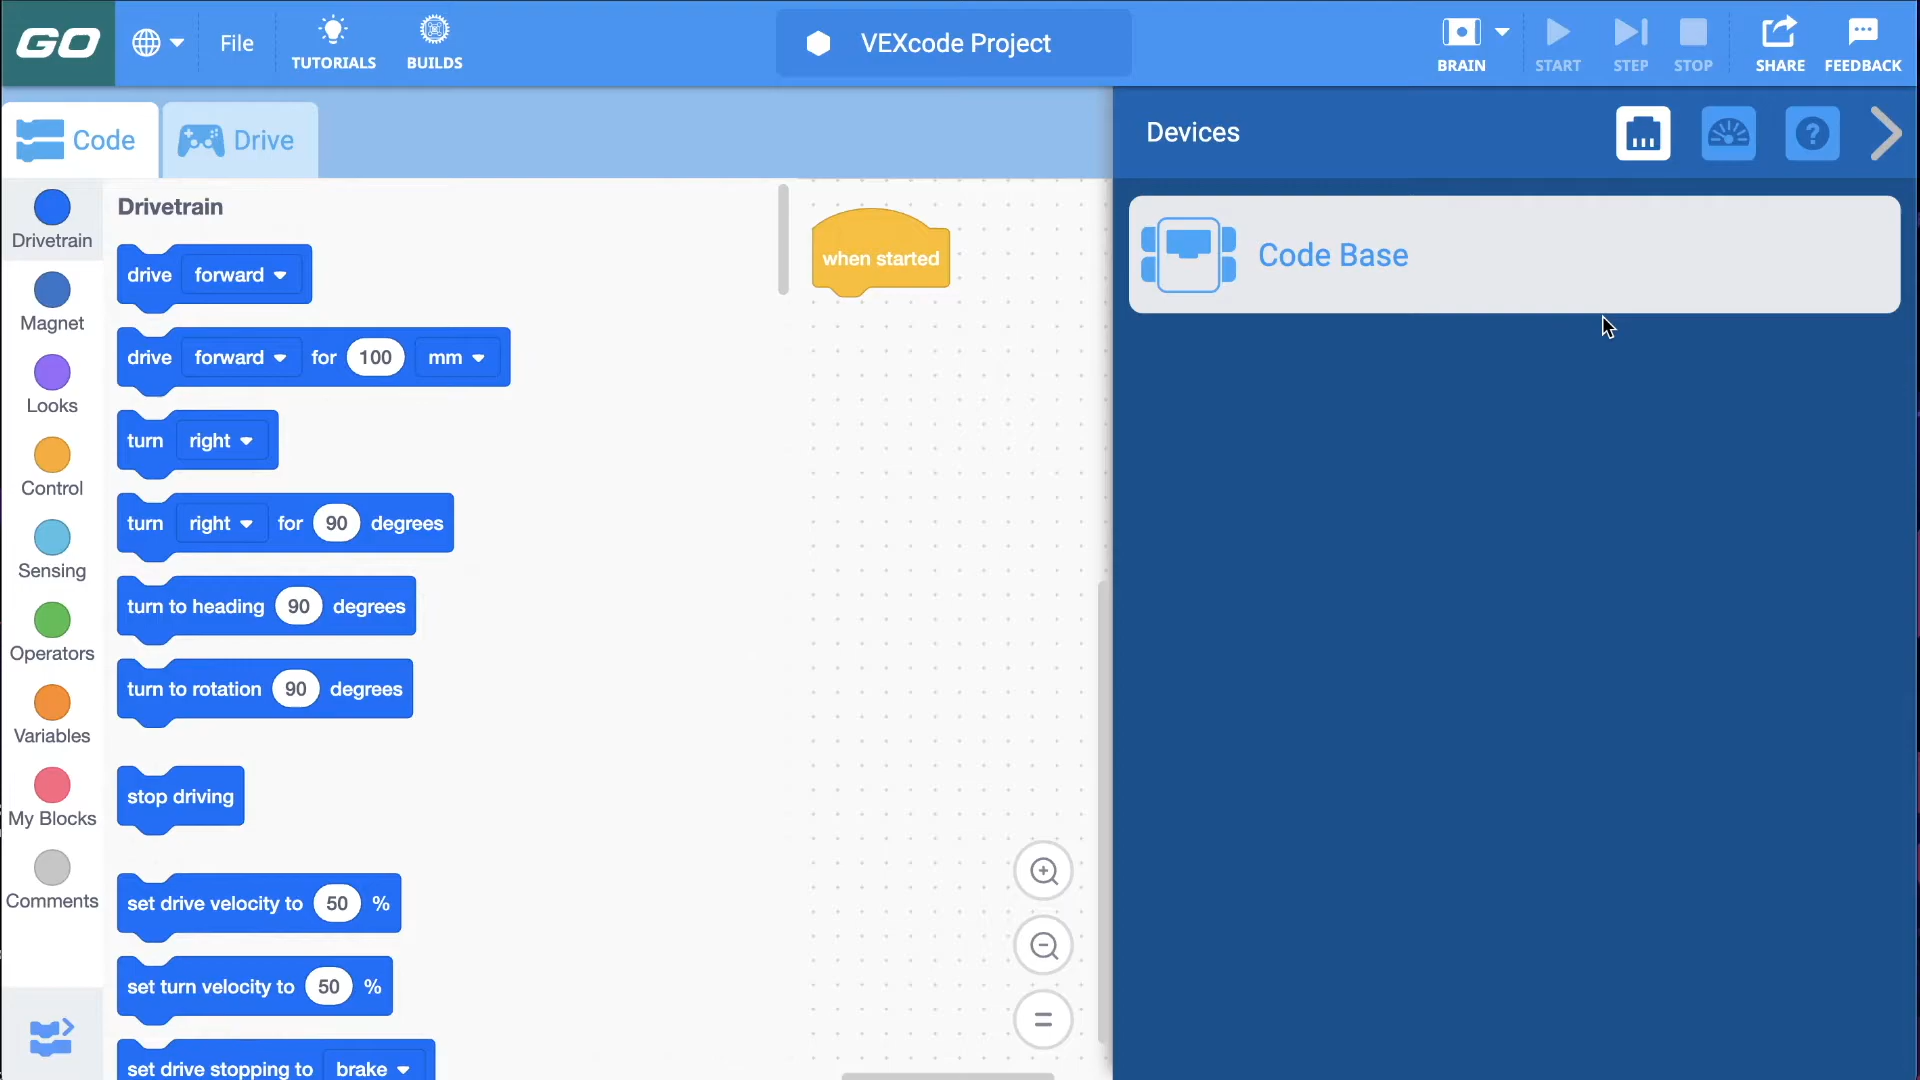 GO
File
TUTORIALS
BUILDS
VEXcode Project
BRAIN
START
STEP
STOP
SHARE
FEEDBACK
Code
Drive
Devices
?
Drivetrain
Magnet
Looks
Control
Sensing
Operators
Variables
My Blocks
Comments
Drivetrain
drive forward
drive forward for 100 mm
turn right
turn right for 90 degrees
turn to heading 90 degrees
turn to rotation 90 degrees
stop driving
set drive velocity to 50 %
set turn velocity to 50 %
set drive stopping to brake
when started
Code Base